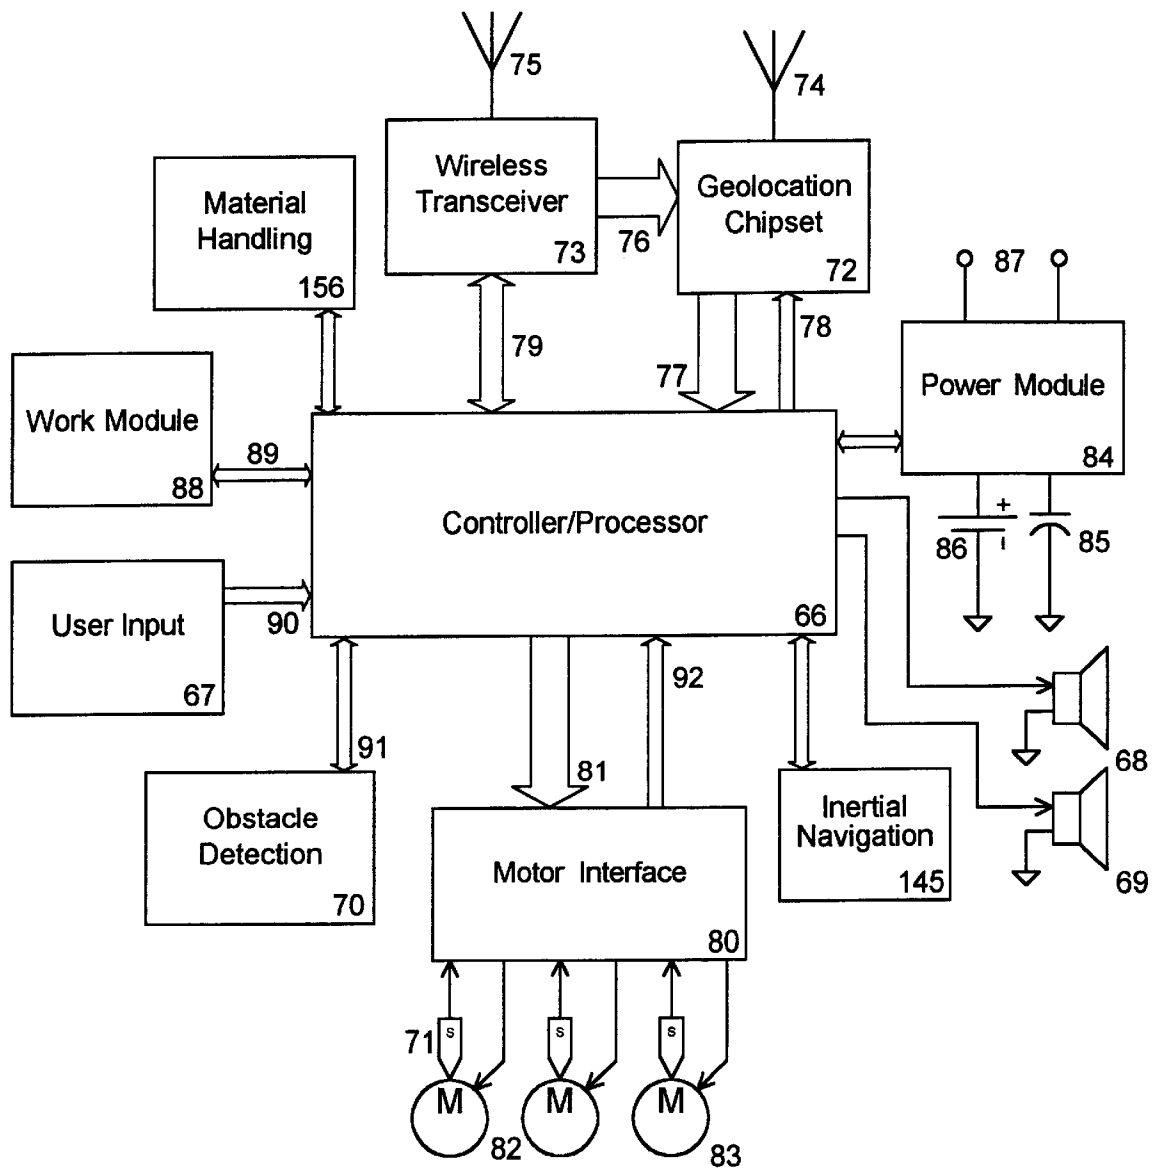 75
74
Wireless
Transceiver
73
76
Geolocation
Chipset
72
Material
Handling
156
87
79
77
78
Power Module
84
Work Module
88
89
Controller/Processor
66
86
+
–
85
User Input
67
90
91
92
81
68
Obstacle
Detection
70
Motor Interface
80
Inertial
Navigation
145
69
71
s
s
s
M
M
M
82
83